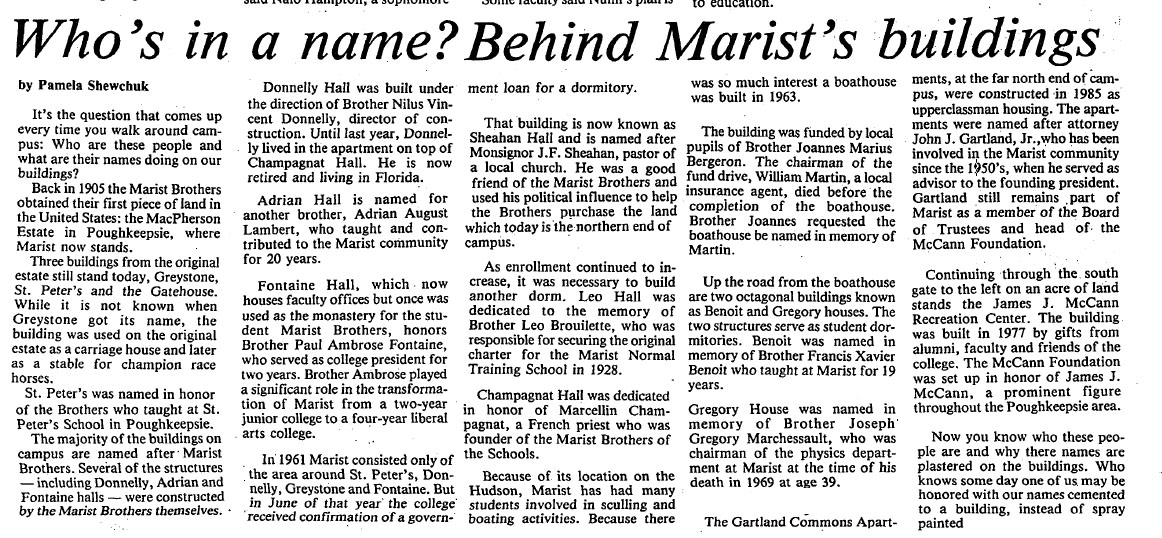 to education.
Who's in a name? Behind Marist's buildings
by Pamela Shewchuk
It's the question that comes up
every time you walk around cam-
pus: Who are these people and
what are their names doing on our
buildings?
Back in 1905 the Marist Brothers
obtained their first piece of land in
the United States: the MacPherson
Estate in Poughkeepsie, where
Marist now stands.
Three buildings from the original
estate still stand today, Greystone,
St. Peter's and the Gatehouse.
While it is not known when
Greystone got its name, the
building was used on the original
estate as a carriage house and later
as a stable for champion race
horses.
St. Peter's was named in honor
of the Brothers who taught at St.
Peter's School in Poughkeepsie.
The majority of the buildings on
campus are named after Marist
Brothers. Several of the structures
— including Donnelly, Adrian and
Fontaine halls — were constructed
by the Marist Brothers themselves.
Donnelly Hall was built under
the direction of Brother Nilus Vin-
cent Donnelly, director of con-
struction. Until last year, Donnel-
ly lived in the apartment on top of
Champagnat Hall. He is now
retired and living in Florida.
Adrian Hall is named for
another brother, Adrian August
Lambert, who taught and con-
tributed to the Marist community
for 20 years.
Fontaine Hall, which now
houses faculty offices but once was
used as the monastery for the stu-
dent Marist Brothers, honors
Brother Paul Ambrose Fontaine,
who served as college president for
two years. Brother Ambrose played
a significant role in the transforma-
tion of Marist from a two-year
junior college to a four-year liberal
arts college.
In 1961 Marist consisted only of
the area around St. Peter's, Don-
nelly, Greystone and Fontaine. But
in June of that year the college
received confirmation of a govern-
ment loan for a dormitory.
That building is now known as
Sheahan Hall and is named after
Monsignor J.F. Sheahan, pastor of
a local church. He was a good
friend of the Marist Brothers and
used his political influence to help
the Brothers purchase the land
which today is the northern end of
campus.
As enrollment continued to in-
crease, it was necessary to build
another dorm. Leo Hall was
dedicated to the memory of
Brother Leo Brouilette, who was
responsible for securing the original
charter for the Marist Normal
Training School in 1928.
Champagnat Hall was dedicated
in honor of Marcellin Cham-
pagnat, a French priest who was
founder of the Marist Brothers of
the Schools.
Because of its location on the
Hudson, Marist has had many
students involved in sculling and
boating activities. Because there
was so much interest a boathouse
was built in 1963.
The building was funded by local
pupils of Brother Joannes Marius
Bergeron. The chairman of the
fund drive, William Martin, a local
insurance agent, died before the
completion of the boathouse.
Brother Joannes requested the
boathouse be named in memory of
Martin.
Up the road from the boathouse
are two octagonal buildings known
as Benoit and Gregory houses. The
two structures serve as student dor-
mitories. Benoit was named in
memory of Brother Francis Xavier
Benoit who taught at Marist for 19
years.
Gregory House was named in
memory of Brother Joseph
Gregory Marchessault, who was
chairman of the physics depart-
ment at Marist at the time of his
death in 1969 at age 39.
The Gartland Commons Apart-
ments, at the far north end of cam-
pus, were constructed in 1985 as
upperclassman housing. The apart-
ments were named after attorney
John J. Gartland, Jr.,who has been
involved in the Marist community
since the 1950's, when he served as
advisor to the founding president.
Gartland still remains part of
Marist as a member of the Board
of Trustees and head of the
McCann Foundation.
Continuing through the south
gate to the left on an acre of land
stands the James J. McCann
Recreation Center. The building
was built in 1977 by gifts from
alumni, faculty and friends of the
college. The McCann Foundation
was set up in honor of James J.
McCann, a prominent figure
throughout the Poughkeepsie area.
Now you know who these peo-
ple are and why there names are
plastered on the buildings. Who
knows some day one of us may be
honored with our names cemented
to a building, instead of spray
painted